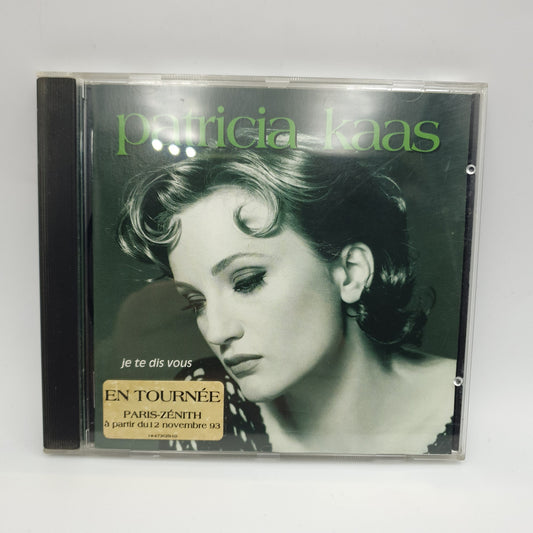 patricia kaas
je te dis vous
EN TOURNÉE
PARIS-ZÉNITH
à partir du 12 novembre 93